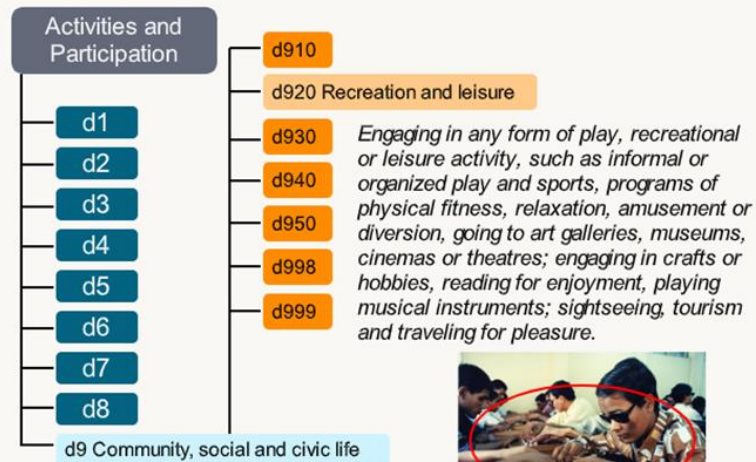 Activities and
Participation
d1
d2
d3
d4
d5
d6
d7
d8
d9 Community, social and civic life
d910
d920 Recreation and leisure
d930
d940
d950
d998
d999
Engaging in any form of play, recreational
or leisure activity, such as informal or
organized play and sports, programs of
physical fitness, relaxation, amusement or
diversion, going to art galleries, museums,
cinemas or theatres; engaging in crafts or
hobbies, reading for enjoyment, playing
musical instruments; sightseeing, tourism
and traveling for pleasure.